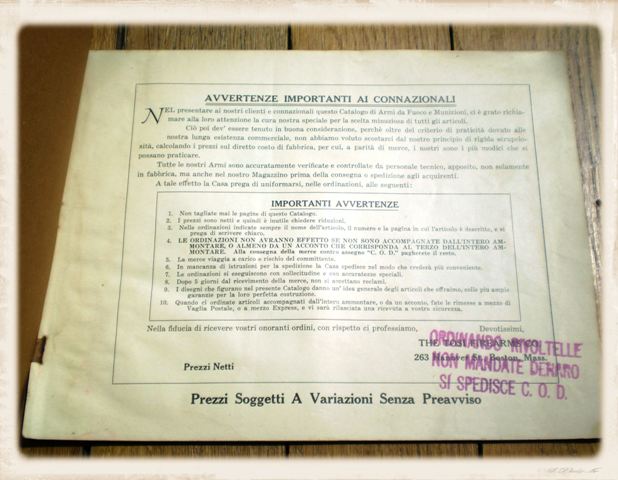 AVVERTENZE IMPORTANTI AI CONNAZIONALI
NEL presentare ai nostri clienti e connazionali questo Catalogo di Armi da Fuoco e Munizioni, ci è grato richia-
mare alla loro attenzione la cura nostra speciale per la scelta minuziosa di tutti gli articoli.
Ciò poi dev' essere tenuto in buona considerazione, perchè oltre del criterio di praticità dovuto alle
nostra lunga esistenza commerciale, non abbiamo voluto scostarci dal nostro principio di rigida scrupolo-
sità, calcolando i prezzi sul diretto costo di fabbrica, per cui, a parità di merce, i nostri sono i più modici che si
possano praticare.
Tutte le nostri Armi sono accuratamente verificate e controllate da personale tecnico, apposito, non solamente
in fabbrica, ma anche nel nostro Magazzino prima della consegna o spedizione agli acquirenti.
A tale effetto la Casa prega di uniformarsi, nelle ordinazioni, alle seguenti:
IMPORTANTI AVVERTENZE
1. Non tagliate mai le pagine di questo Catalogo.
2. I prezzi sono netti e quindi è inutile chiedere riduzioni.
3. Nelle ordinazioni indicate sempre il nome dell'articolo, il numero e la pagina in cui l'articolo è descritto, e si
prega di scrivere chiaro.
4. LE ORDINAZIONI NON AVRANNO EFFETTO SE NON SONO ACCOMPAGNATE DALL'INTERO AM-
MONTARE, O ALMENO DA UN ACCONTO CHE CORRISPONDA AL TERZO DELL'INTERO AM-
MONTARE. Alla consegna della merce contro assegno "C. O. D." pagherete il resto.
5. La merce viaggia a carico e rischio del committente.
6. In mancanza di istruzioni per la spedizione la Casa spedisce nel modo che crederà più conveniente.
7. Le ordinazioni si eseguiscono con sollecitudine e con accuratezze speciali.
8. Dopo 5 giorni dal ricevimento della merce, non si accettano reclami.
9. I disegni che figurano nel presente Catalogo danno un'idea generale degli articoli che offriamo, colle più ampie
garanzie per la loro perfetta costruzione.
10. Quando ci ordinate articoli accompagnati dall'intero ammontare, o da un acconto, fate le rimesse a mezzo di
Vaglia Postale, o a mezzo Express, e vi sarà rilasciata una ricevuta a vostra sicurezza.
Nella fiducia di ricevere vostri onoranti ordini, con rispetto ci professiamo, Devotissimi,
THE TOSI FIREARMS CO.
263 Hanover St., Boston, Mass.
Prezzi Netti
ORDINANDO RIVOLTELLE
NON MANDATE DENARO
SI SPEDISCE C. O. D.
Prezzi Soggetti A Variazioni Senza Preavviso